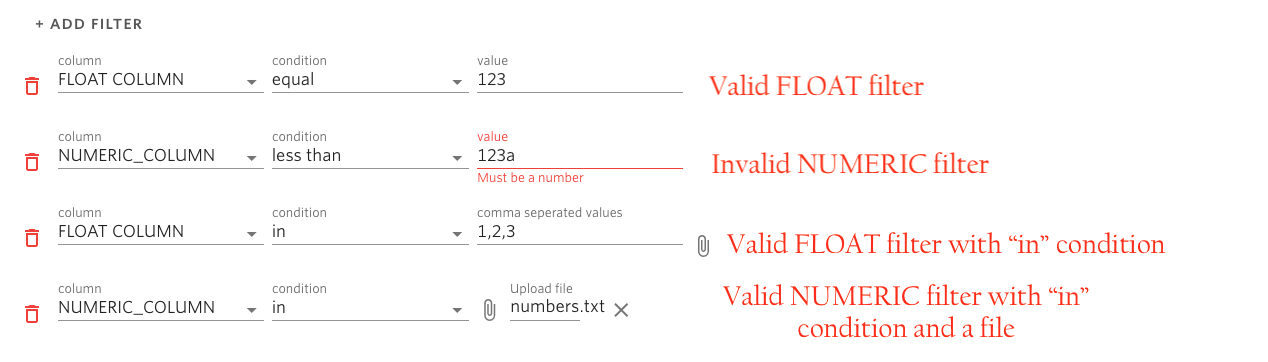 + ADD FILTER
column condition value
FLOAT COLUMN equal 123 Valid FLOAT filter
column condition value
NUMERIC_COLUMN less than 123a Invalid NUMERIC filter
Must be a number
column condition comma seperated values
FLOAT COLUMN in 1,2,3 Valid FLOAT filter with “in” condition
column condition Upload file
NUMERIC_COLUMN in numbers.txt Valid NUMERIC filter with “in”
condition and a file